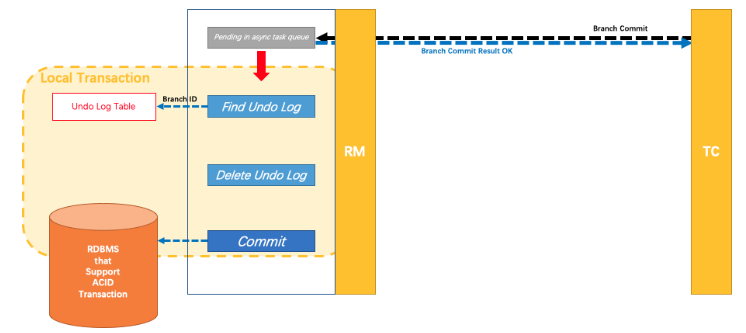 Branch Commit
Pending in async task queue
Branch Commit Result OK
Local Transaction
Branch ID
Undo Log Table
Find Undo Log
RM
TC
Delete Undo Log
Commit
RDBMS
that
Support
ACID
Transaction